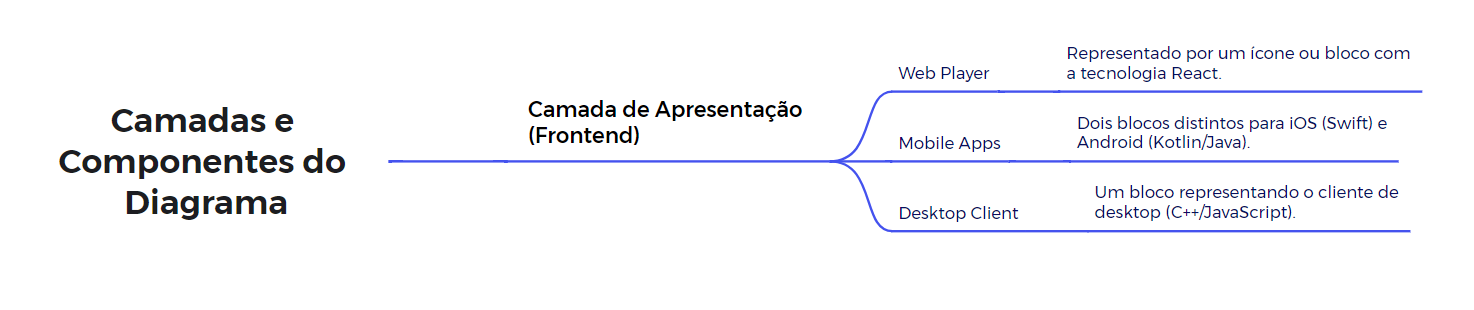 Camadas e
Componentes do
Diagrama
Camada de Apresentação
(Frontend)
Web Player
Representado por um ícone ou bloco com
a tecnologia React.
Mobile Apps
Dois blocos distintos para iOS (Swift) e
Android (Kotlin/Java).
Desktop Client
Um bloco representando o cliente de
desktop (C++/JavaScript).